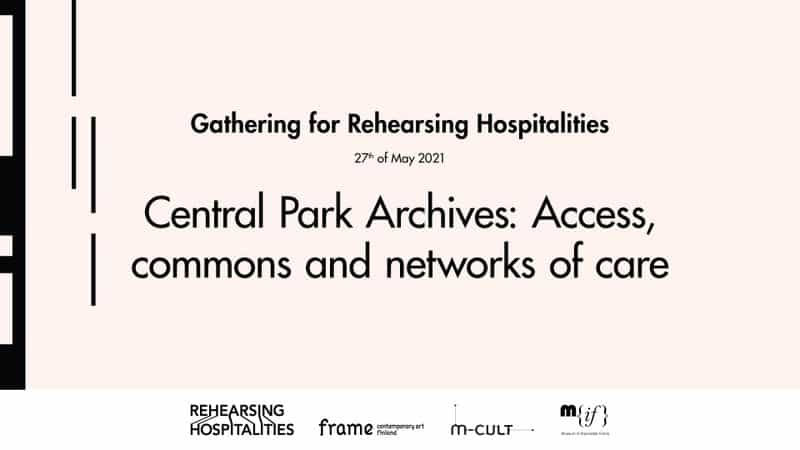 Gathering for Rehearsing Hospitalities
27th of May 2021
Central Park Archives: Access,
commons and networks of care
REHEARSING
HOSPITALITIES
frame contemporary art
finland
m-cult
m{if}